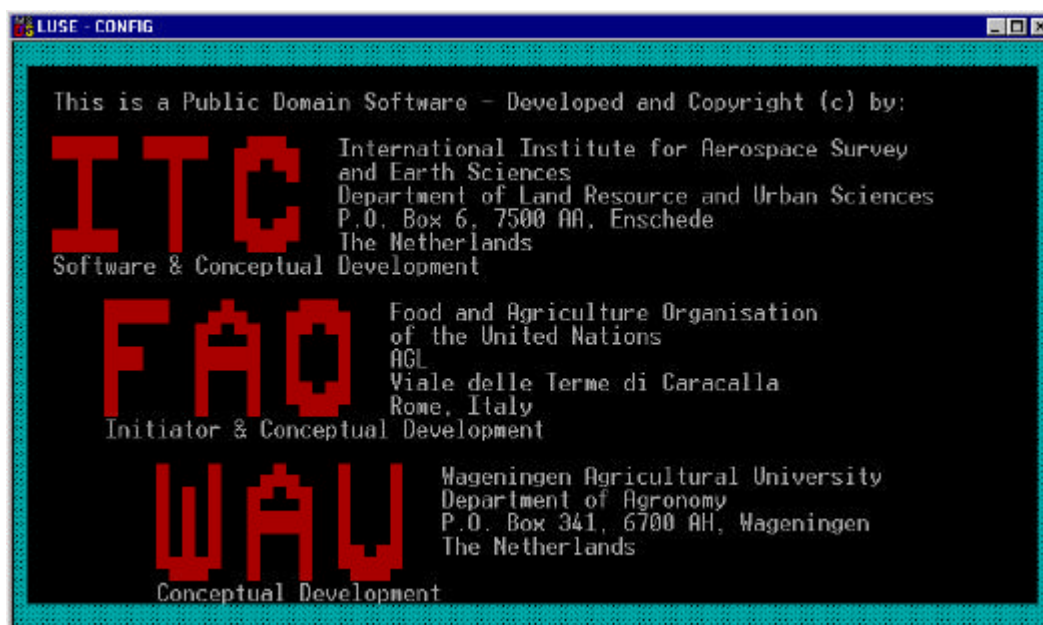 LUSE - CONFIG
This is a Public Domain Software - Developed and Copyright (c) by:
ITC
International Institute for Aerospace Survey
and Earth Sciences
Department of Land Resource and Urban Sciences
P.O. Box 6, 7500 AA, Enschede
The Netherlands
Software & Conceptual Development
FAO
Food and Agriculture Organisation
of the United Nations
AGL
Viale delle Terme di Caracalla
Rome, Italy
Initiator & Conceptual Development
WAU
Wageningen Agricultural University
Department of Agronomy
P.O. Box 341, 6700 AH, Wageningen
The Netherlands
Conceptual Development